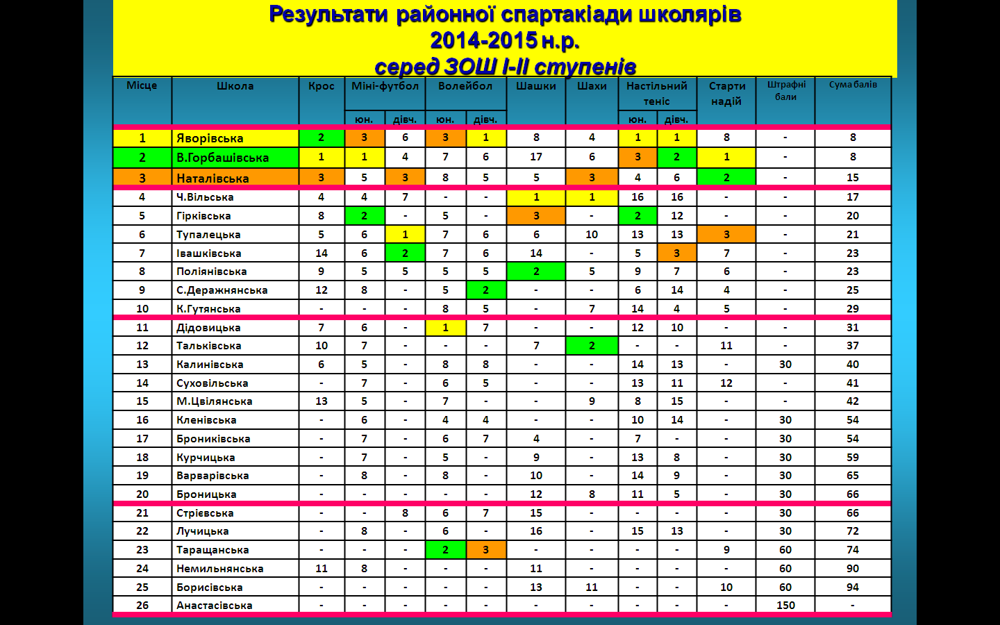 Результати районної спартакіади школярів
2014-2015 н.р.
серед ЗОШ І-ІІ ступенів
Місце Школа Крос Міні-футбол Волейбол Шашки Шахи Настільний теніс Старти надій Штрафні бали Сума балів
юн. дівч. юн. дівч. юн. дівч.
1 Яворівська 2 3 6 3 1 8 4 1 1 8 - 8
2 В.Горбашівська 1 1 4 7 6 17 6 3 2 1 - 8
3 Наталівська 3 5 3 8 5 5 3 4 6 2 - 15
4 Ч.Вільська 4 4 7 - - 1 1 16 16 - - 17
5 Гірківська 8 2 - 5 - 3 - 2 12 - - 20
6 Тупалецька 5 6 1 7 6 6 10 13 13 3 - 21
7 Івашківська 14 6 2 7 6 14 - 5 3 7 - 23
8 Поліянівська 9 5 5 5 5 2 5 9 7 6 - 23
9 С.Деражнянська 12 8 - 5 2 - - 6 14 4 - 25
10 К.Гутянська - - - 8 5 - 7 14 4 5 - 29
11 Дідовицька 7 6 - 1 7 - - 12 10 - - 31
12 Тальківська 10 7 - - - 7 2 - - 11 - 37
13 Калинівська 6 5 - 8 8 - - 14 13 - 30 40
14 Суховільська - 7 - 6 5 - - 13 11 12 - 41
15 М.Цвілянська 13 5 - 7 - - 9 8 15 - - 42
16 Кленівська - 6 - 4 4 - - 10 14 - 30 54
17 Брониківська - 7 - 6 7 4 - 7 - - 30 54
18 Курчицька - 7 - 5 - 9 - 13 8 - 30 59
19 Варварівська - 8 - 8 - 10 - 14 9 - 30 65
20 Броницька - - - - - 12 8 11 5 - 30 66
21 Стрієвська - - 8 6 7 15 - - - - 30 66
22 Лучицька - 8 - 6 - 16 - 15 13 - 30 72
23 Таращанська - - - 2 3 - - - - 9 60 74
24 Немильнянська 11 8 - - - 11 - - - - 60 90
25 Борисівська - - - - - 13 11 - - 10 60 94
26 Анастасівська - - - - - - - - - - 150 -